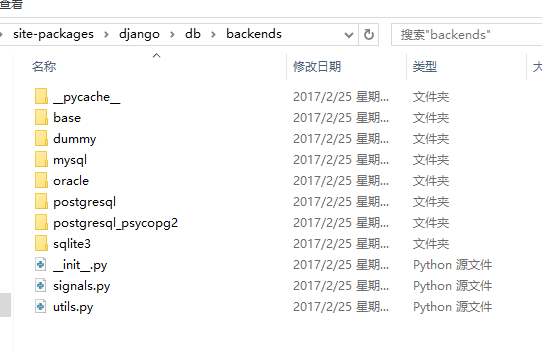 查看
site-packages › django › db › backends
搜索"backends"
名称 修改日期 类型 大
__pycache__ 2017/2/25 星期... 文件夹
base 2017/2/25 星期... 文件夹
dummy 2017/2/25 星期... 文件夹
mysql 2017/2/25 星期... 文件夹
oracle 2017/2/25 星期... 文件夹
postgresql 2017/2/25 星期... 文件夹
postgresql_psycopg2 2017/2/25 星期... 文件夹
sqlite3 2017/2/25 星期... 文件夹
__init__.py 2017/2/25 星期... Python 源文件
signals.py 2017/2/25 星期... Python 源文件
utils.py 2017/2/25 星期... Python 源文件